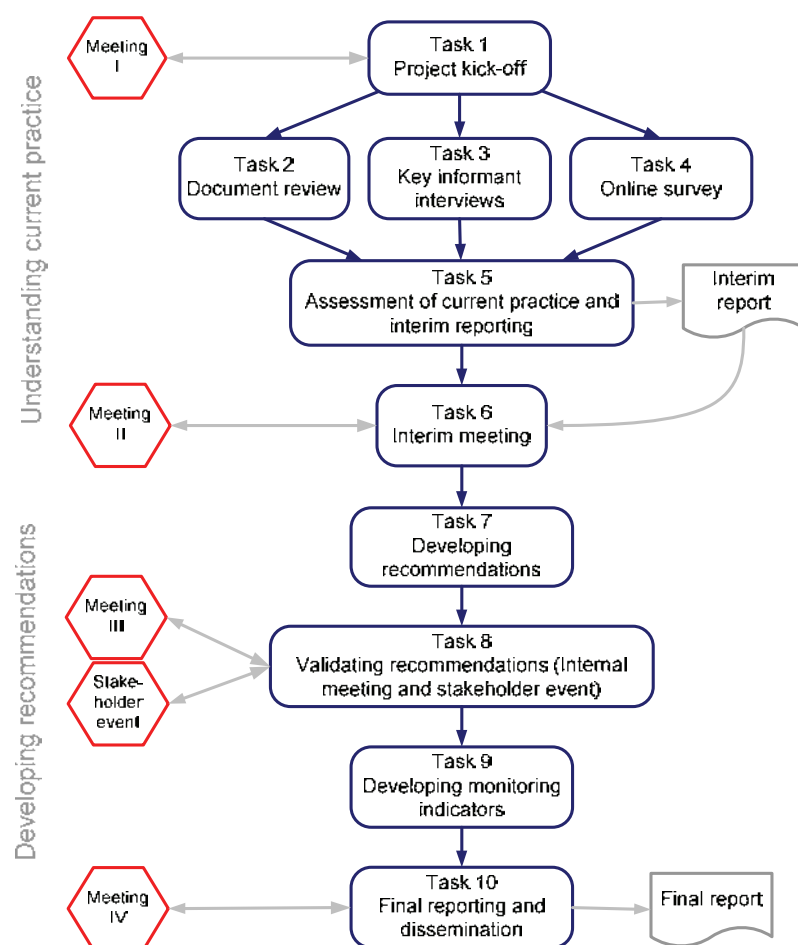 Understanding current practice
Meeting
I
Task 1
Project kick-off
Task 2
Document review
Task 3
Key informant
interviews
Task 4
Online survey
Task 5
Assessment of current practice and
interim reporting
Interim
report
Meeting
II
Task 6
Interim meeting
Developing recommendations
Task 7
Developing
recommendations
Meeting
III
Stake-
holder
event
Task 8
Validating recommendations (Internal
meeting and stakeholder event)
Task 9
Developing monitoring
indicators
Meeting
IV
Task 10
Final reporting and
dissemination
Final report